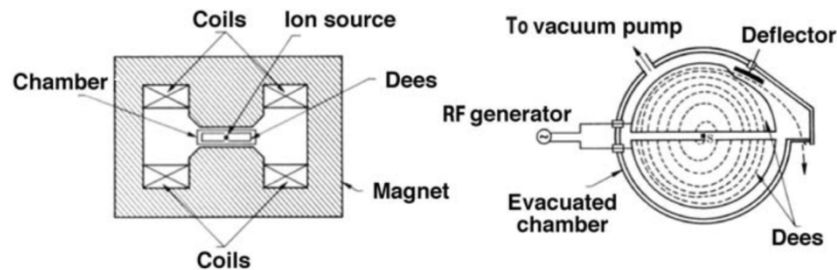 Coils
Ion source
Chamber
Dees
Magnet
Coils
To vacuum pump
Deflector
RF generator
S
Evacuated
chamber
Dees